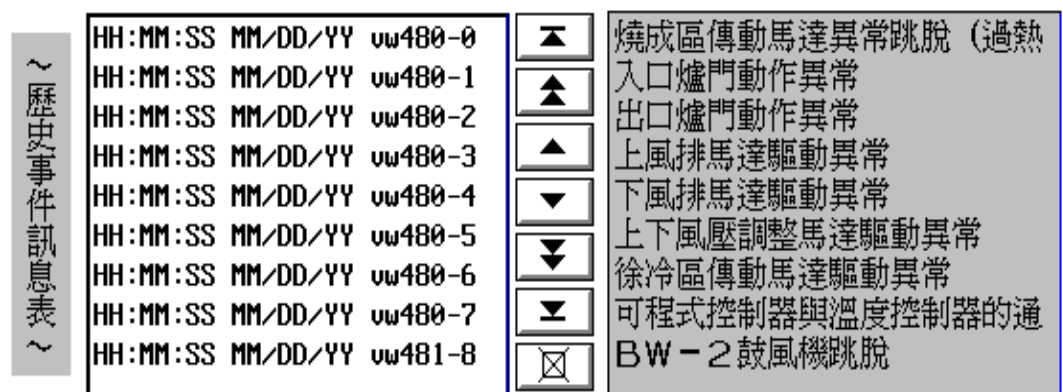 ~歷史事件訊息表~
HH:MM:SS MM/DD/YY vw480-0
HH:MM:SS MM/DD/YY vw480-1
HH:MM:SS MM/DD/YY vw480-2
HH:MM:SS MM/DD/YY vw480-3
HH:MM:SS MM/DD/YY vw480-4
HH:MM:SS MM/DD/YY vw480-5
HH:MM:SS MM/DD/YY vw480-6
HH:MM:SS MM/DD/YY vw480-7
HH:MM:SS MM/DD/YY vw481-8
燒成區傳動馬達異常跳脫（過熱
入口爐門動作異常
出口爐門動作異常
上風排馬達驅動異常
下風排馬達驅動異常
上下風壓調整馬達驅動異常
徐冷區傳動馬達驅動異常
可程式控制器與溫度控制器的通
ＢＷ－２鼓風機跳脫